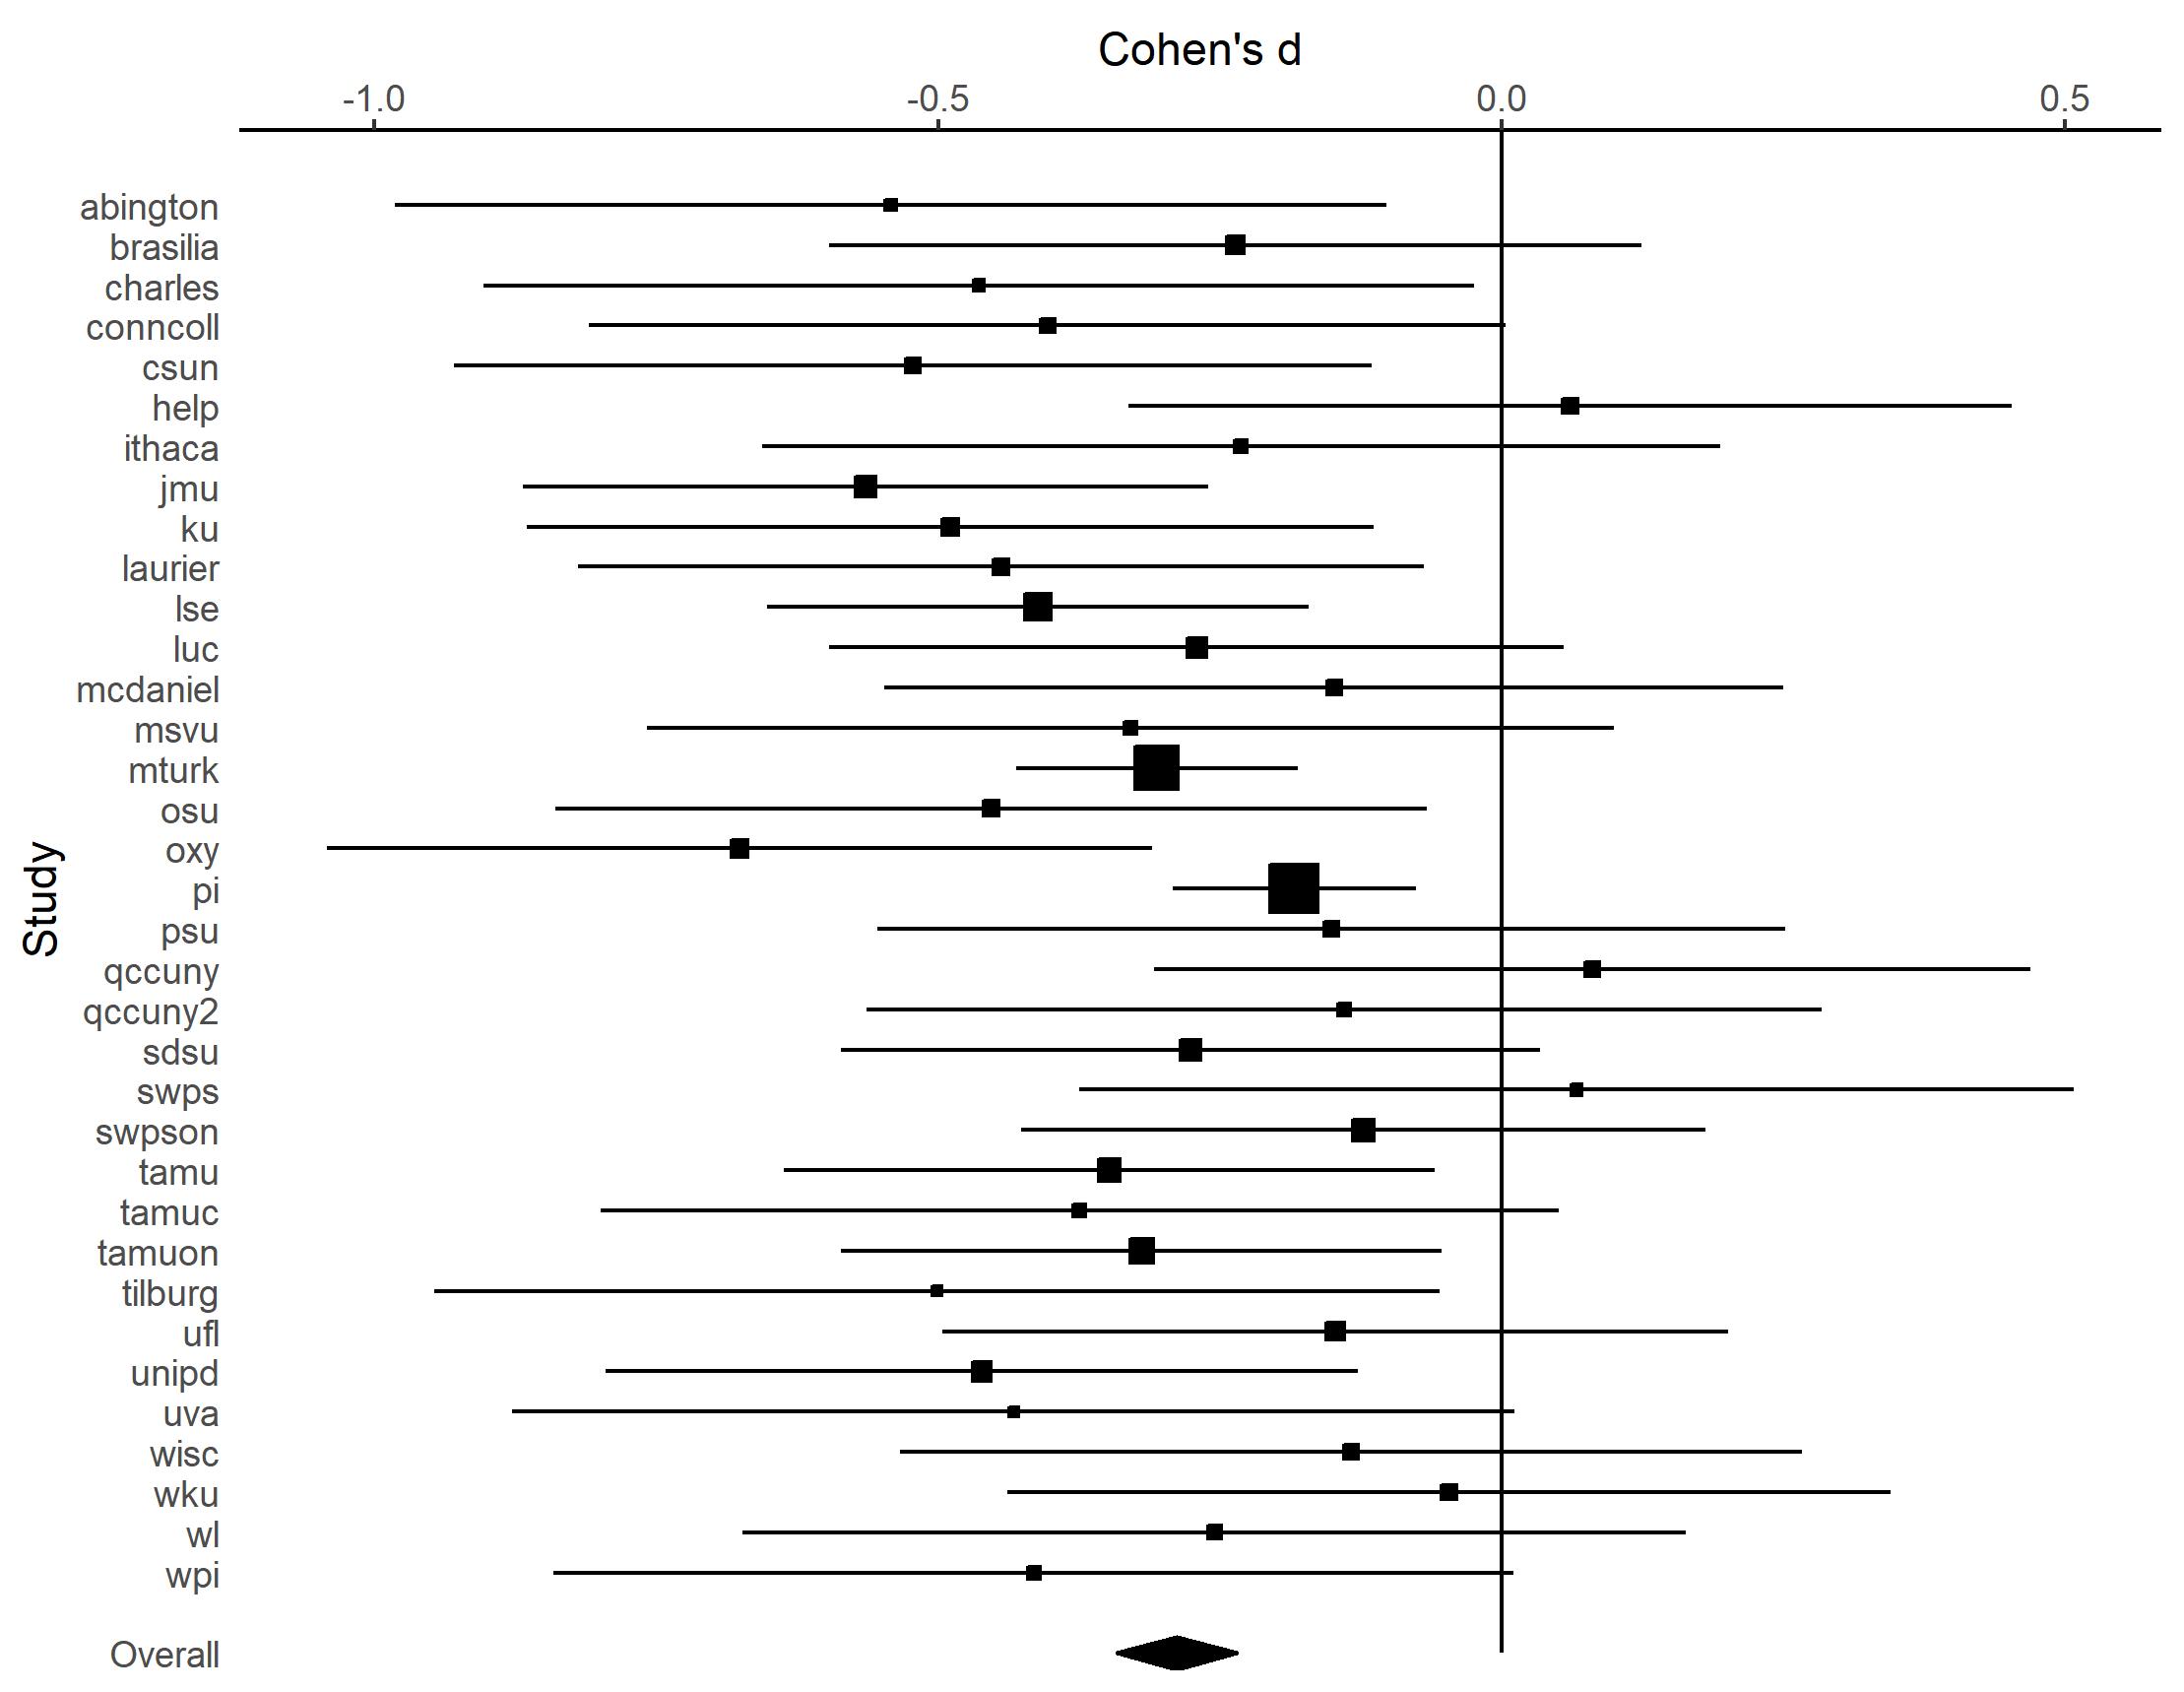 Cohen's d
-1.0 -0.5 0.0 0.5
abington
brasilia
charles
conncoll
csun
help
ithaca
jmu
ku
laurier
lse
luc
mcdaniel
msvu
mturk
osu
oxy
pi
psu
qccuny
qccuny2
sdsu
swps
swpson
tamu
tamuc
tamuon
tilburg
ufl
unipd
uva
wisc
wku
wl
wpi
Overall
Study